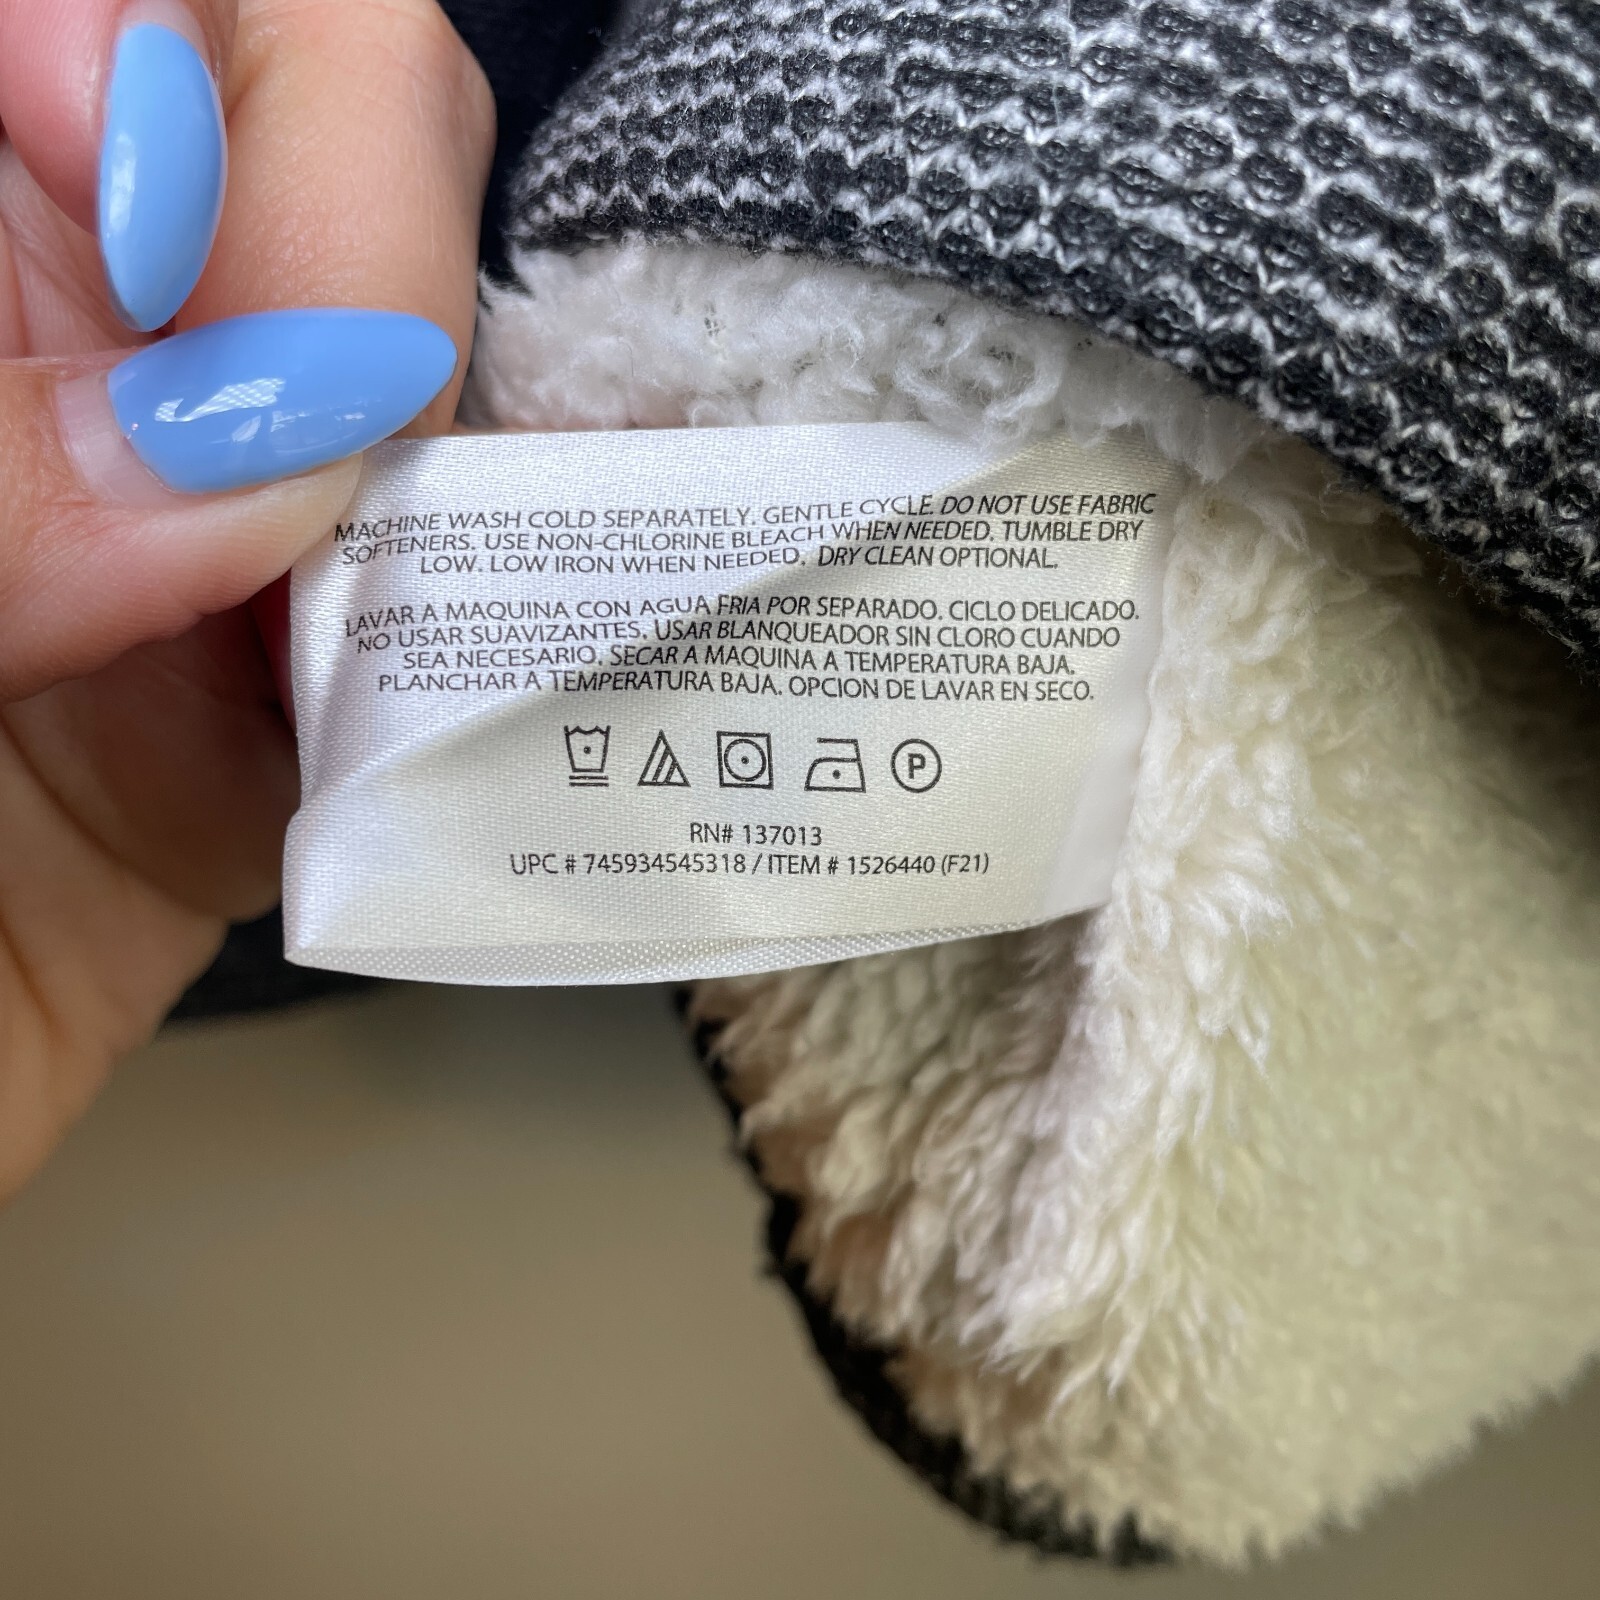 MACHINE WASH COLD SEPARATELY. GENTLE CYCLE. DO NOT USE FABRIC
SOFTENERS. USE NON-CHLORINE BLEACH WHEN NEEDED. TUMBLE DRY
LOW. LOW IRON WHEN NEEDED. DRY CLEAN OPTIONAL.
LAVAR A MAQUINA CON AGUA FRIA POR SEPARADO. CICLO DELICADO.
NO USAR SUAVIZANTES. USAR BLANQUEADOR SIN CLORO CUANDO
SEA NECESARIO. SECAR A MAQUINA A TEMPERATURA BAJA.
PLANCHAR A TEMPERATURA BAJA. OPCION DE LAVAR EN SECO.
P
RN# 137013
UPC # 745934545318 / ITEM # 1526440 (F21)